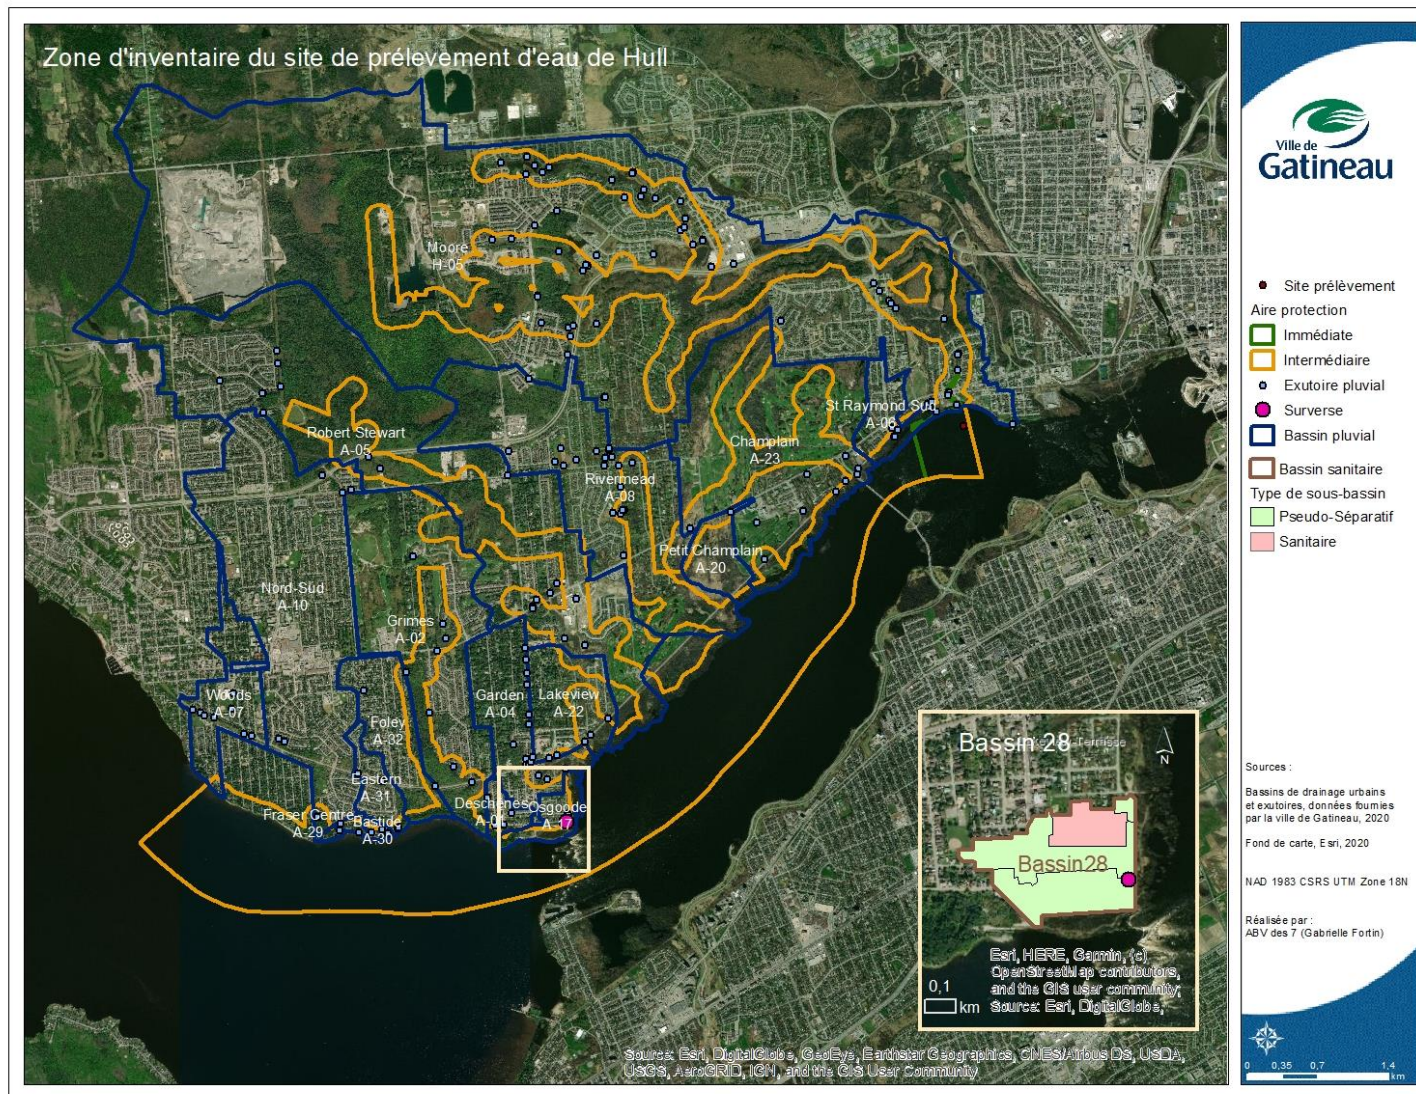 Zone d'inventaire du site de prélevement d'eau de Hull
Moore
H-05
Robert Stewart
A-05
St Raymond Sud
A-06
Champlain
A-23
Rivermead
A-08
Petit Champlain
A-20
Nord-Sud
A-10
Grimes
A-02
Woods
A-07
Foley
A-32
Garden
A-04
Lakeview
A-22
Eastern
A-31
Fraser Centre
A-29
Bastide
A-30
Deschênes
A-01
Osgoode
A-17
Bassin 28
N
Bassin28
0,1
km
Esri, HERE, Garmin, (c)
OpenStreetMap contributors,
and the GIS user community,
Source: Esri, DigitalGlobe,
Source: Esri, DigitalGlobe, GeoEye, Earthstar Geographics, CNES/Airbus DS, USDA,
USGS, AeroGRID, IGN, and the GIS User Community
Ville de
Gatineau
Site prélèvement
Aire protection
Immédiate
Intermédiaire
Exutoire pluvial
Surverse
Bassin pluvial
Bassin sanitaire
Type de sous-bassin
Pseudo-Séparatif
Sanitaire
Sources :
Bassins de drainage urbains
et exutoires, données fournies
par la ville de Gatineau, 2020
Fond de carte, Esri, 2020
NAD 1983 CSRS UTM Zone 18N
Réalisée par :
ABV des 7 (Gabrielle Fortin)
0 0,35 0,7 1,4
km